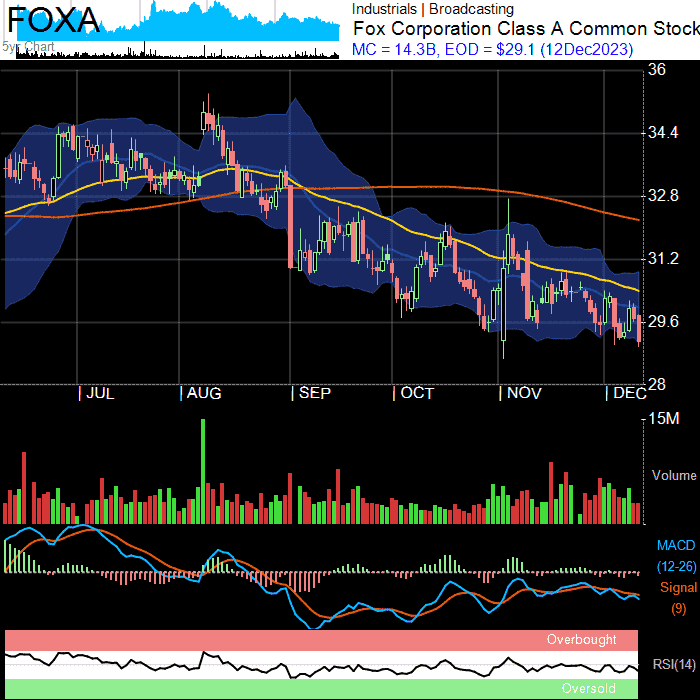 FOXA
5yr Chart
Industrials | Broadcasting
Fox Corporation Class A Common Stock
MC = 14.3B, EOD = $29.1 (12Dec2023)
36
34.4
32.8
31.2
29.6
28
| JUL | AUG | SEP | OCT | NOV | DEC
15M
Volume
MACD
(12-26)
Signal
(9)
Overbought
RSI(14)
Oversold